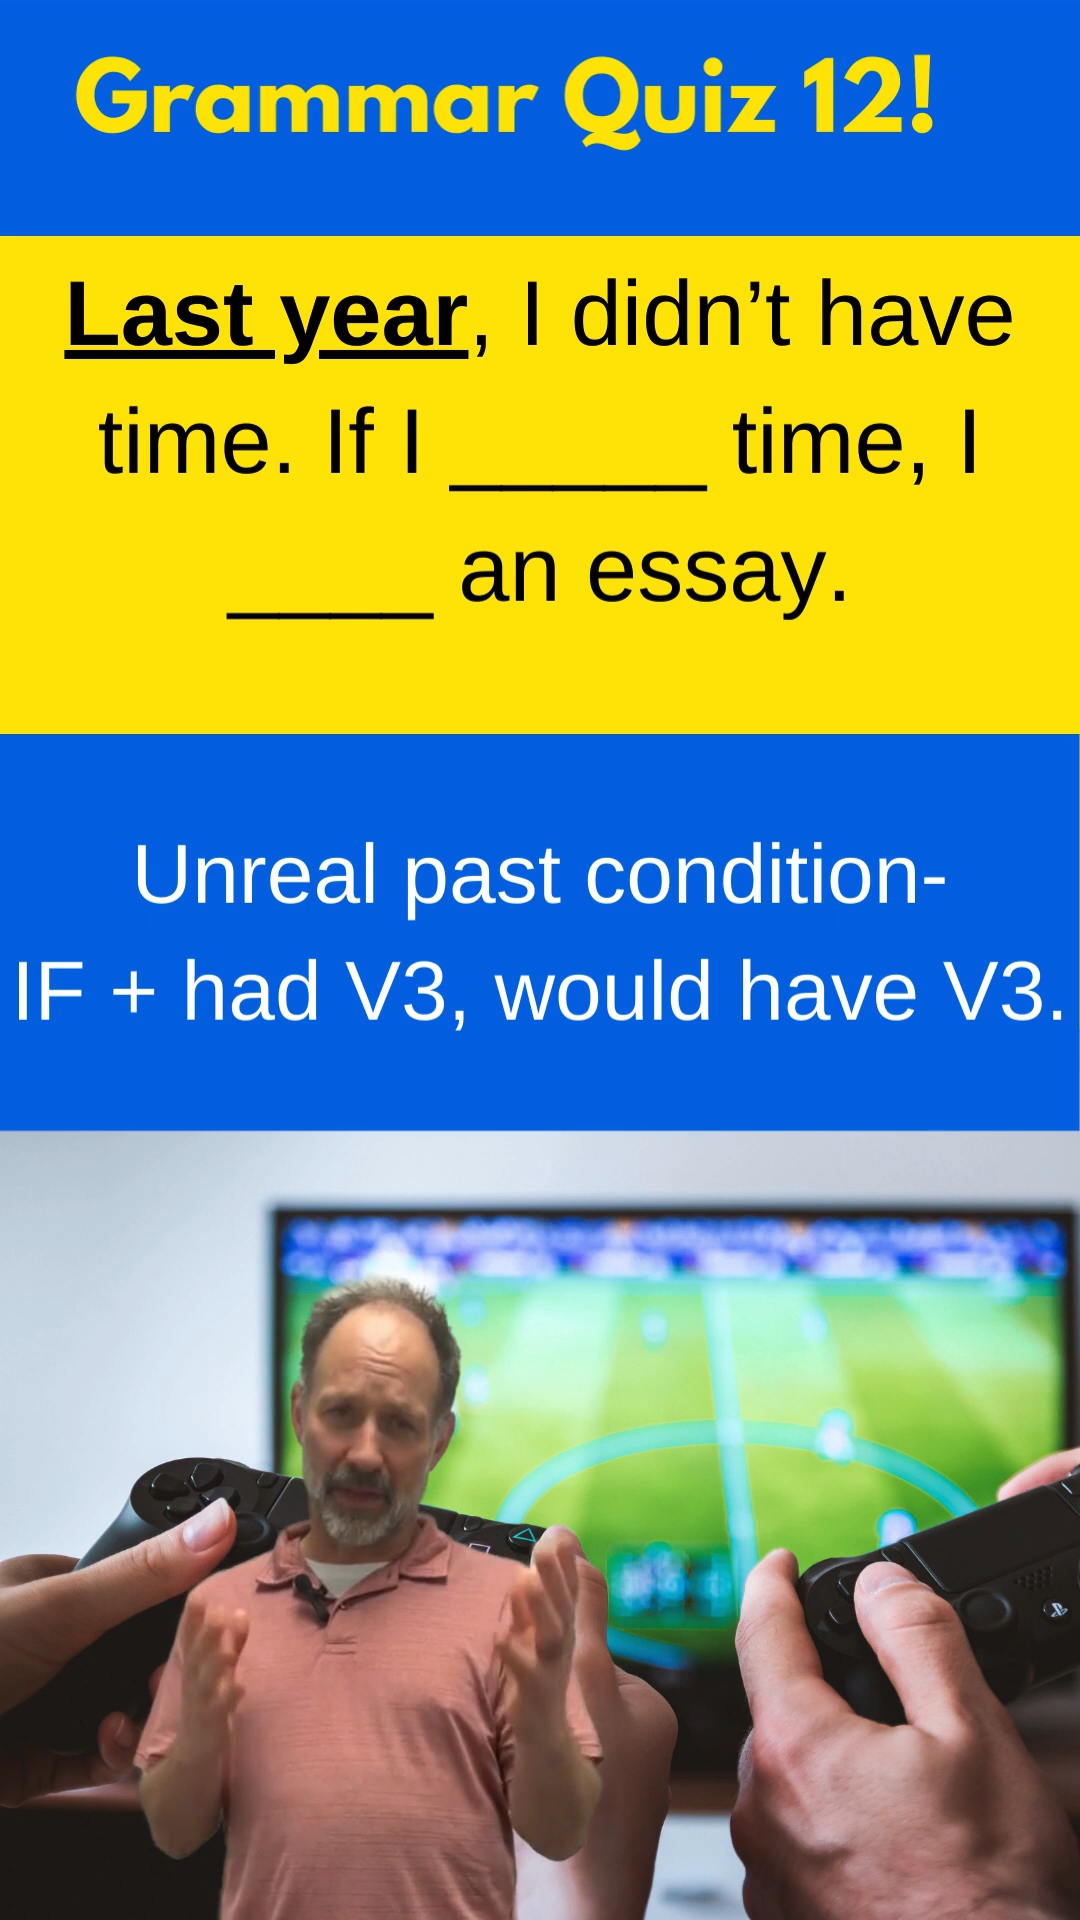 Grammar Quiz 12!
Last year, I didn’t have
time. If I _____ time, I
____ an essay.
Unreal past condition-
IF + had V3, would have V3.